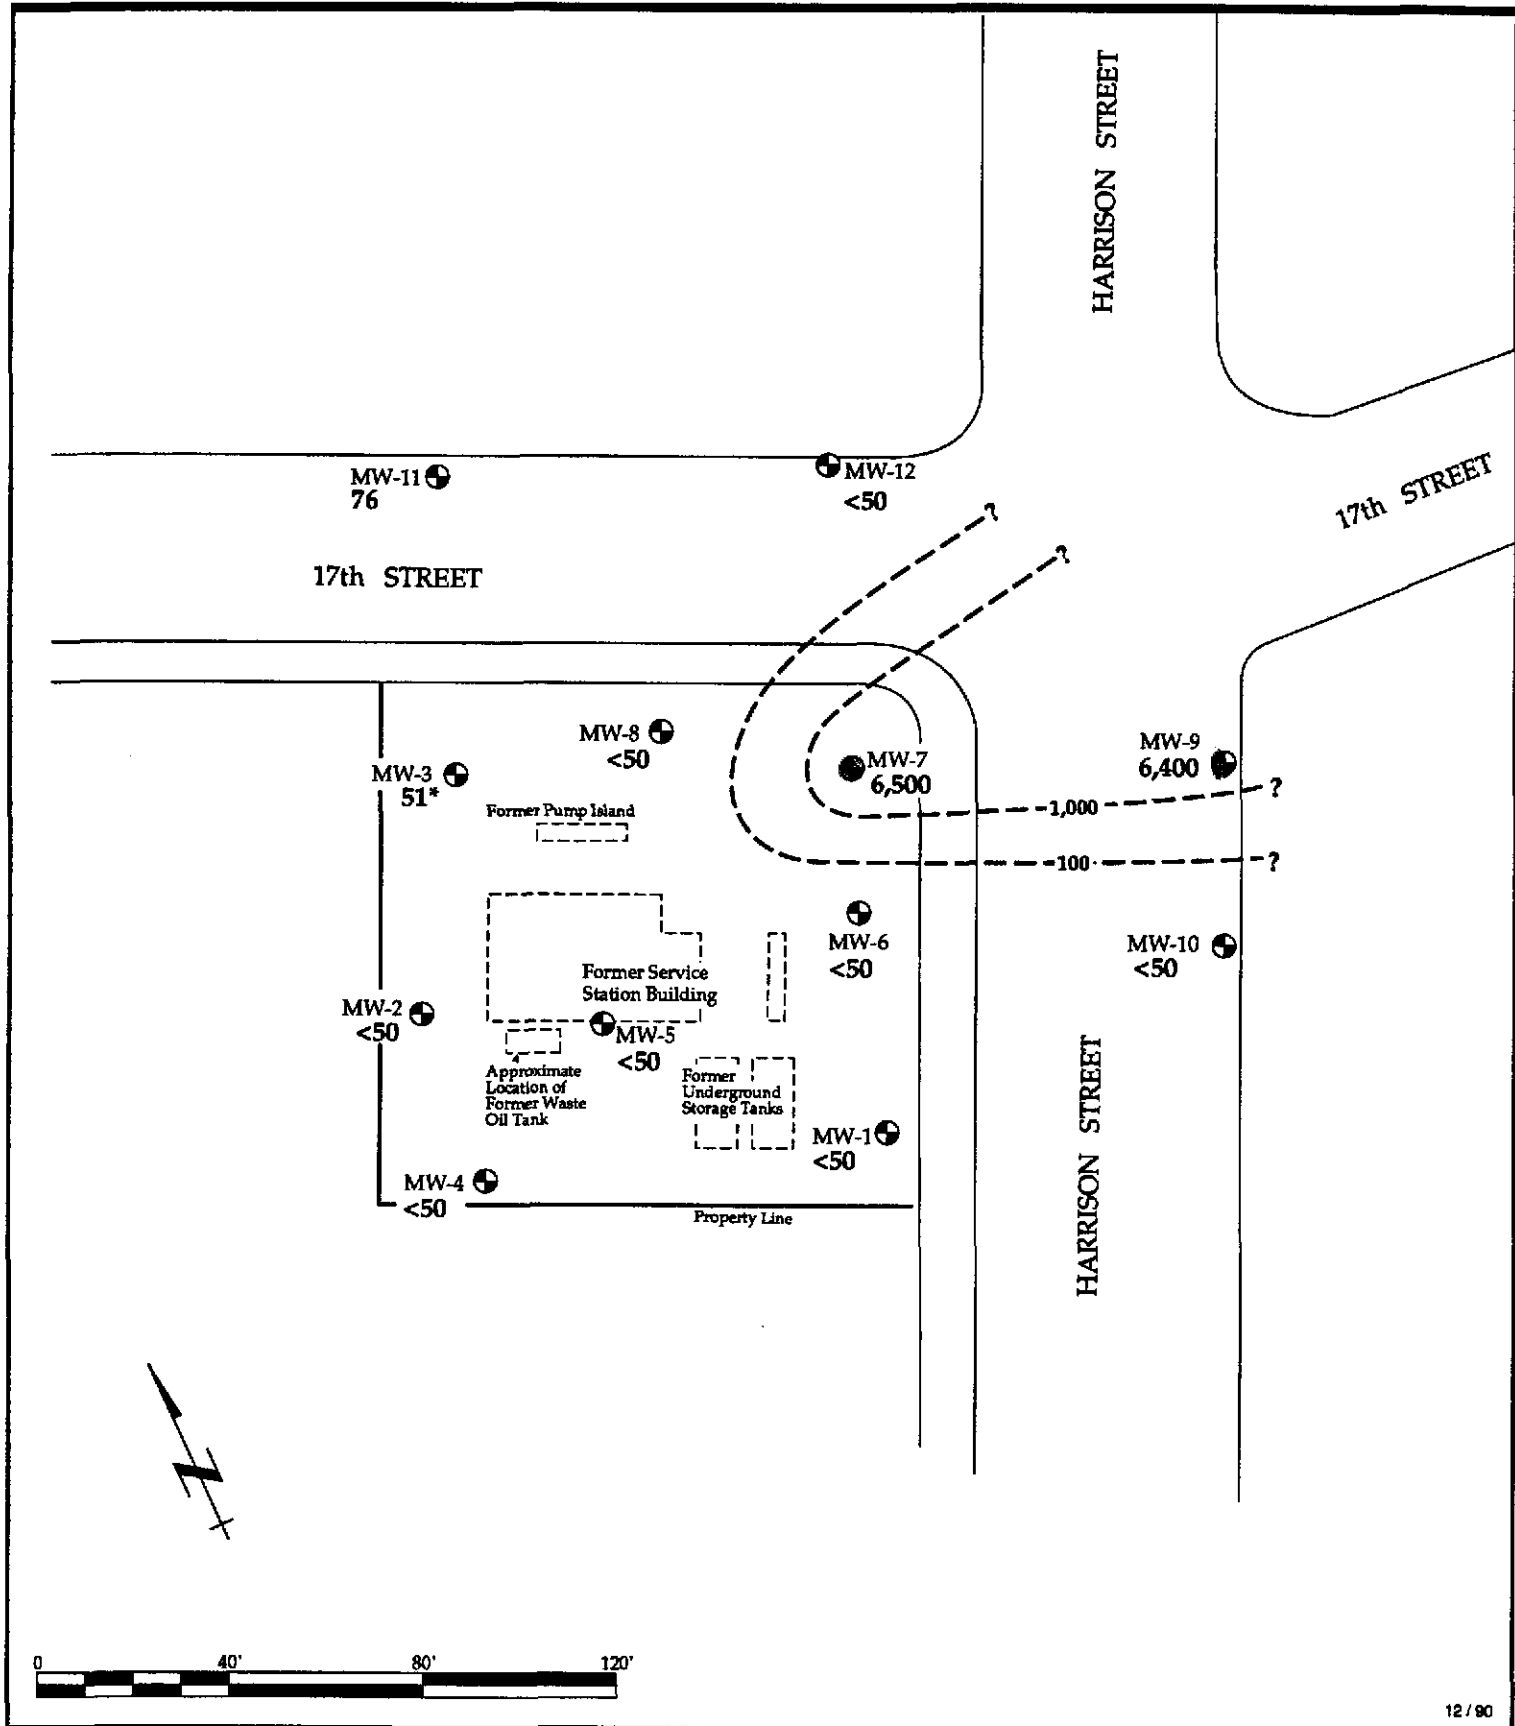 HARRISON STREET
MW-11
76
MW-12
<50
17th STREET
17th STREET
?
?
MW-8
<50
MW-3
51*
MW-7
6,500
MW-9
6,400
Former Pump Island
1,000
?
100
?
MW-6
<50
MW-10
<50
Former Service
Station Building
MW-2
<50
MW-5
<50
Approximate
Location of
Former Waste
Oil Tank
Former
Underground
Storage Tanks
MW-1
<50
MW-4
<50
Property Line
HARRISON STREET
N
0 40' 80' 120'
12/90